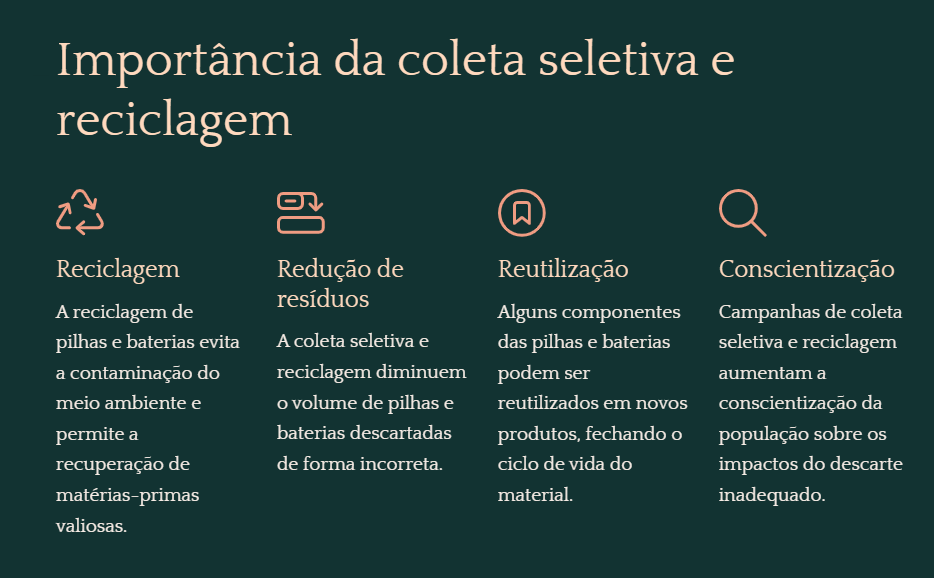 Importância da coleta seletiva e
reciclagem
Reciclagem
A reciclagem de
pilhas e baterias evita
a contaminação do
meio ambiente e
permite a
recuperação de
matérias-primas
valiosas.
Redução de
resíduos
A coleta seletiva e
reciclagem diminuem
o volume de pilhas e
baterias descartadas
de forma incorreta.
Reutilização
Alguns componentes
das pilhas e baterias
podem ser
reutilizados em novos
produtos, fechando o
ciclo de vida do
material.
Conscientização
Campanhas de coleta
seletiva e reciclagem
aumentam a
conscientização da
população sobre os
impactos do descarte
inadequado.